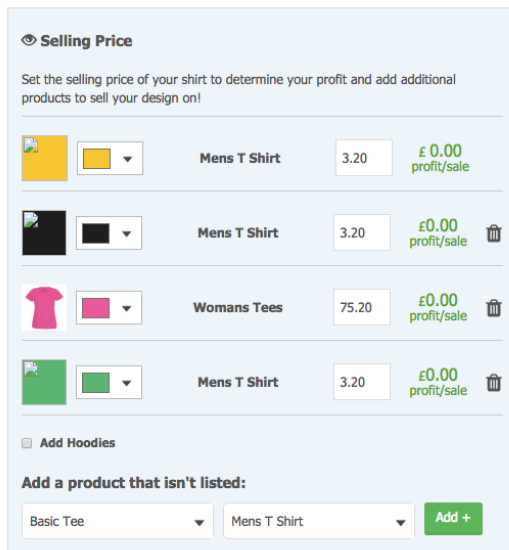 Selling Price
Set the selling price of your shirt to determine your profit and add additional
products to sell your design on!
Mens T Shirt 3.20 £ 0.00
profit/sale
Mens T Shirt 3.20 £0.00
profit/sale
Womans Tees 75.20 £0.00
profit/sale
Mens T Shirt 3.20 £0.00
profit/sale
Add Hoodies
Add a product that isn't listed:
Basic Tee Mens T Shirt Add +